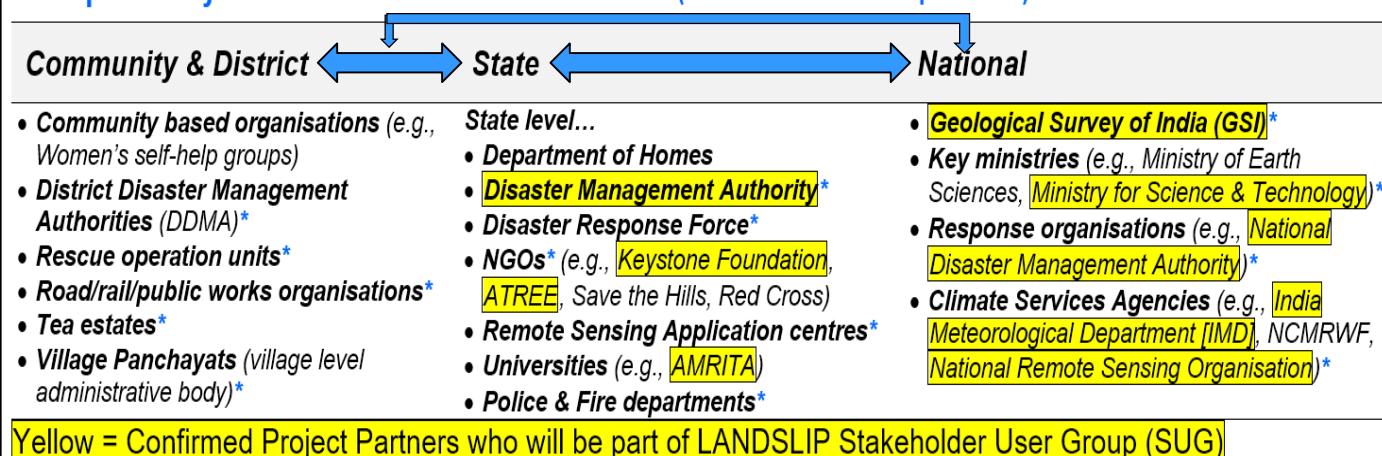 Community & District
State
National
• Community based organisations (e.g.,
Women's self-help groups)
• District Disaster Management
Authorities (DDMA)*
• Rescue operation units*
• Road/rail/public works organisations*
• Tea estates*
• Village Panchayats (village level
administrative body)*
State level...
• Department of Homes
• Disaster Management Authority*
• Disaster Response Force*
• NGOs* (e.g., Keystone Foundation,
ATREE, Save the Hills, Red Cross)
• Remote Sensing Application centres*
• Universities (e.g., AMRITA)
• Police & Fire departments*
• Geological Survey of India (GSI)*
• Key ministries (e.g., Ministry of Earth
Sciences, Ministry for Science & Technology)*
• Response organisations (e.g., National
Disaster Management Authority)*
• Climate Services Agencies (e.g., India
Meteorological Department [IMD], NCMRWF,
National Remote Sensing Organisation)*
Yellow = Confirmed Project Partners who will be part of LANDSLIP Stakeholder User Group (SUG)